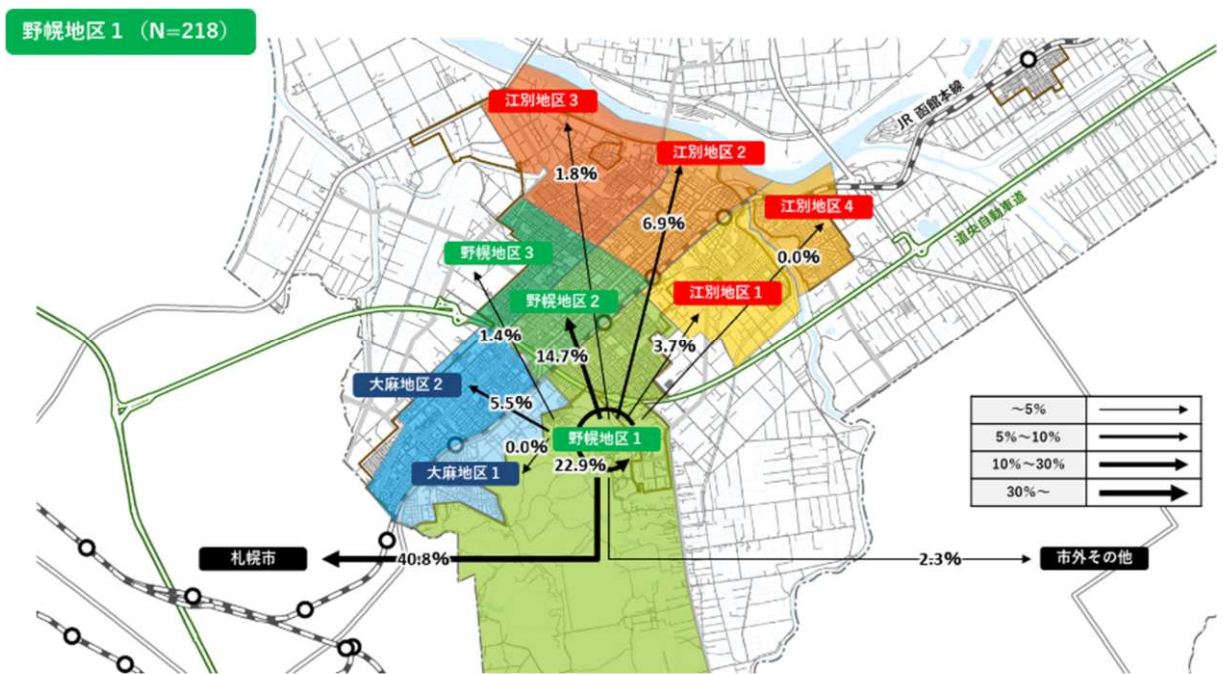 野幌地区１（N=218）
江別地区３
JR 函館本線
江別地区２
1.8%
江別地区４
6.9%
道央自動車道
野幌地区３
0.0%
江別地区１
野幌地区２
1.4%
3.7%
14.7%
大麻地区２
5.5%
～5%
5%～10%
10%～30%
30%～
野幌地区１
0.0%
22.9%
大麻地区１
札幌市
40.8%
2.3%
市外その他